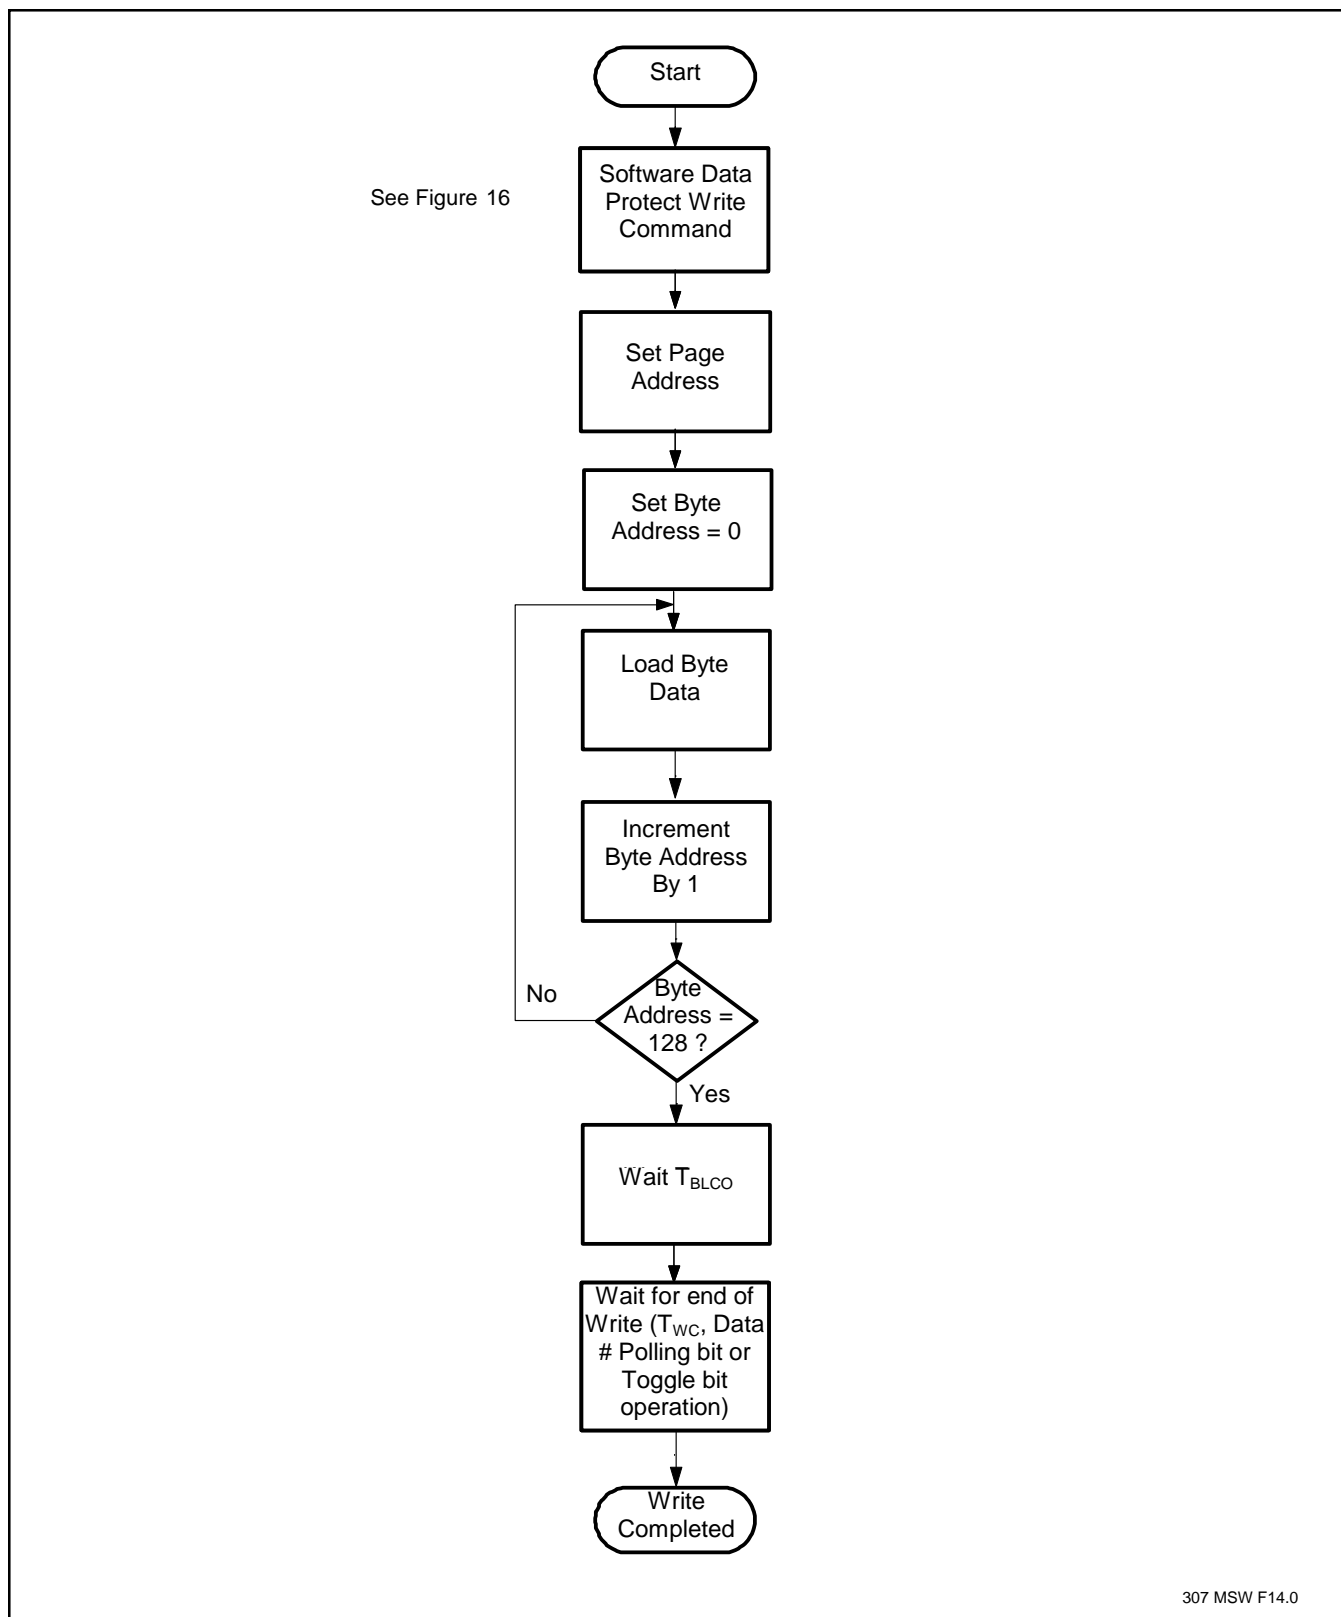 Start
See Figure 16
Software Data
Protect Write
Command
Set Page
Address
Set Byte
Address = 0
Load Byte
Data
Increment
Byte Address
By 1
Byte
Address =
128 ?
No
Yes
Wait TBLCO
Wait for end of
Write (TWC, Data
# Polling bit or
Toggle bit
operation)
Write
Completed
307 MSW F14.0